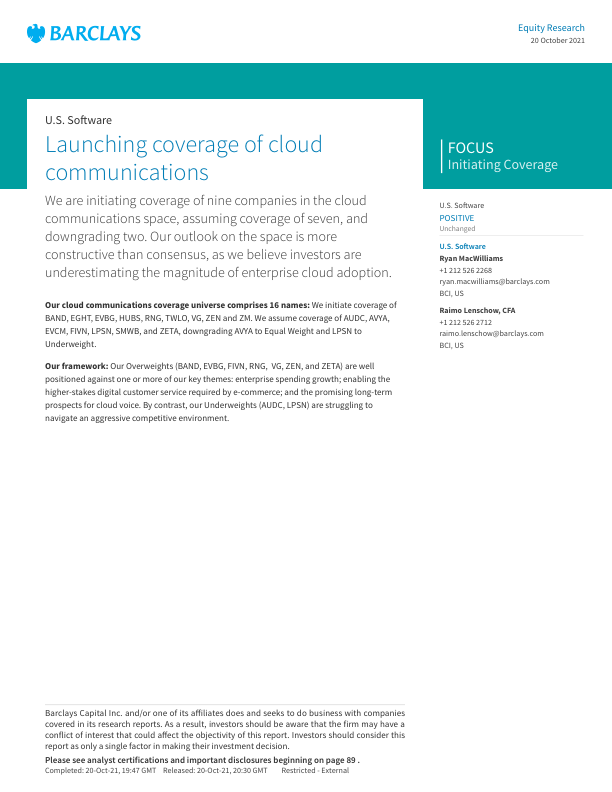 BARCLAYS
Equity Research
20 October 2021
U.S. Software
Launching coverage of cloud
communications
FOCUS
Initiating Coverage
We are initiating coverage of nine companies in the cloud
communications space, assuming coverage of seven, and
downgrading two. Our outlook on the space is more
constructive than consensus, as we believe investors are
underestimating the magnitude of enterprise cloud adoption.
Our cloud communications coverage universe comprises 16 names: We initiate coverage of
BAND, EGHT, EVBG, HUBS, RNG, TWLO, VG, ZEN and ZM. We assume coverage of AUDC, AVYA,
EVCM, FIVN, LPSN, SMWB, and ZETA, downgrading AVYA to Equal Weight and LPSN to
Underweight.
Our framework: Our Overweights (BAND, EVBG, FIVN, RNG, VG, ZEN, and ZETA) are well
positioned against one or more of our key themes: enterprise spending growth; enabling the
higher-stakes digital customer service required by e-commerce; and the promising long-term
prospects for cloud voice. By contrast, our Underweights (AUDC, LPSN) are struggling to
navigate an aggressive competitive environment.
U.S. Software
POSITIVE
Unchanged
U.S. Software
Ryan MacWilliams
+1 212 526 2268
ryan.macwilliams@barclays.com
BCI, US
Raimo Lenschow, CFA
+1 212 526 2712
raimo.lenschow@barclays.com
BCI, US
Barclays Capital Inc. and/or one of its affiliates does and seeks to do business with companies
covered in its research reports. As a result, investors should be aware that the firm may have a
conflict of interest that could affect the objectivity of this report. Investors should consider this
report as only a single factor in making their investment decision.
Please see analyst certifications and important disclosures beginning on page 89 .
Completed: 20-Oct-21, 19:47 GMT Released: 20-Oct-21, 20:30 GMT Restricted - External